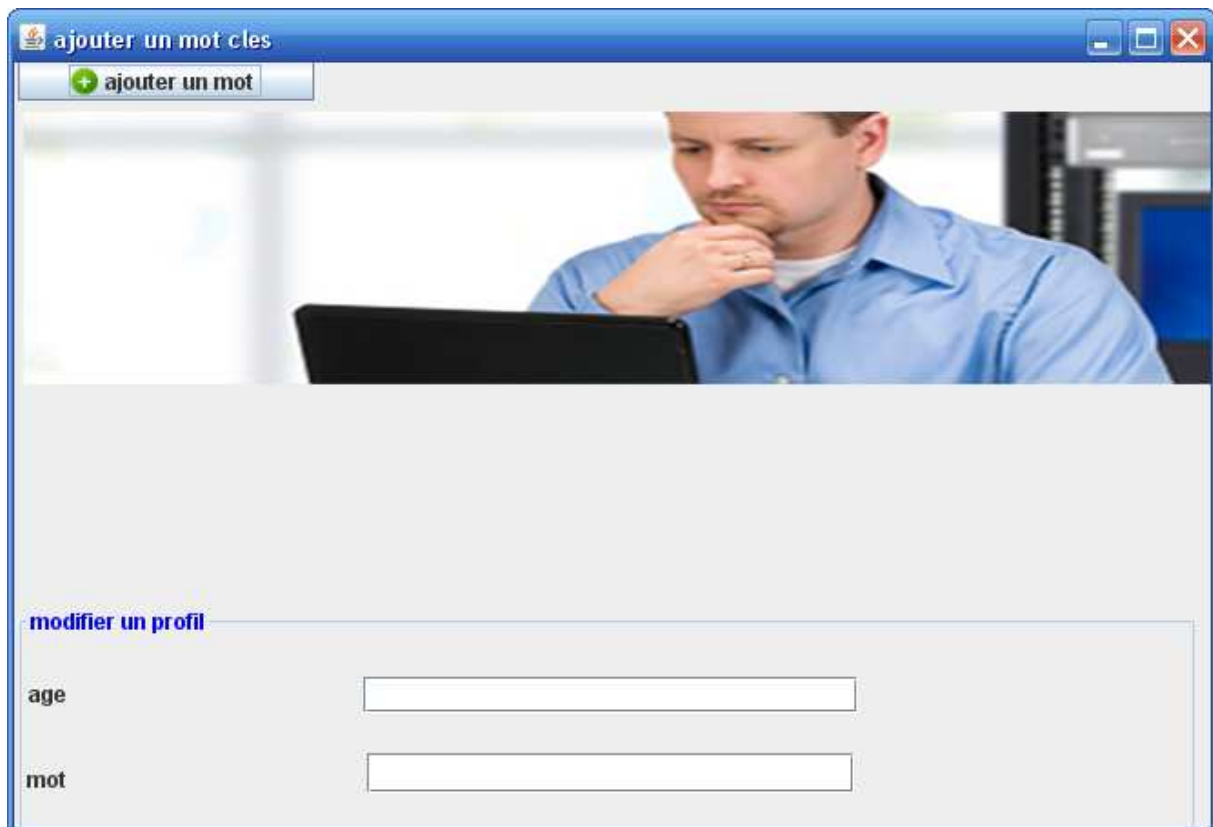 ajouter un mot cles
ajouter un mot
modifier un profil
age
mot